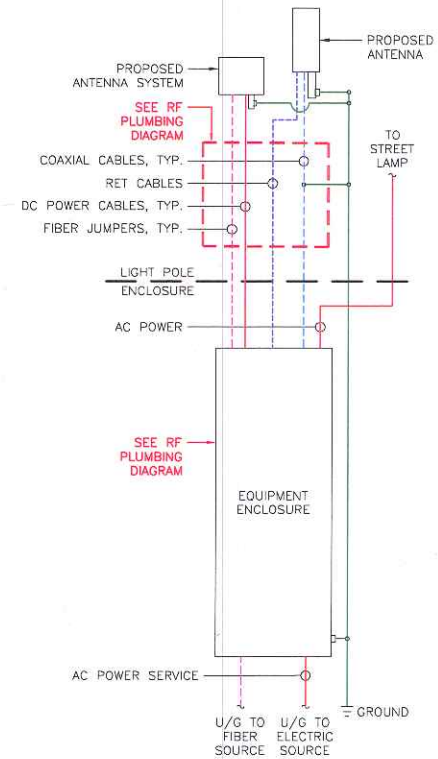 PROPOSED
ANTENNA
PROPOSED
ANTENNA SYSTEM
SEE RF
PLUMBING
DIAGRAM
TO
STREET
LAMP
COAXIAL CABLES, TYP.
RET CABLES
DC POWER CABLES, TYP.
FIBER JUMPERS, TYP.
LIGHT POLE
ENCLOSURE
AC POWER
SEE RF
PLUMBING
DIAGRAM
EQUIPMENT
ENCLOSURE
AC POWER SERVICE
GROUND
U/G TO
FIBER
SOURCE
U/G TO
ELECTRIC
SOURCE